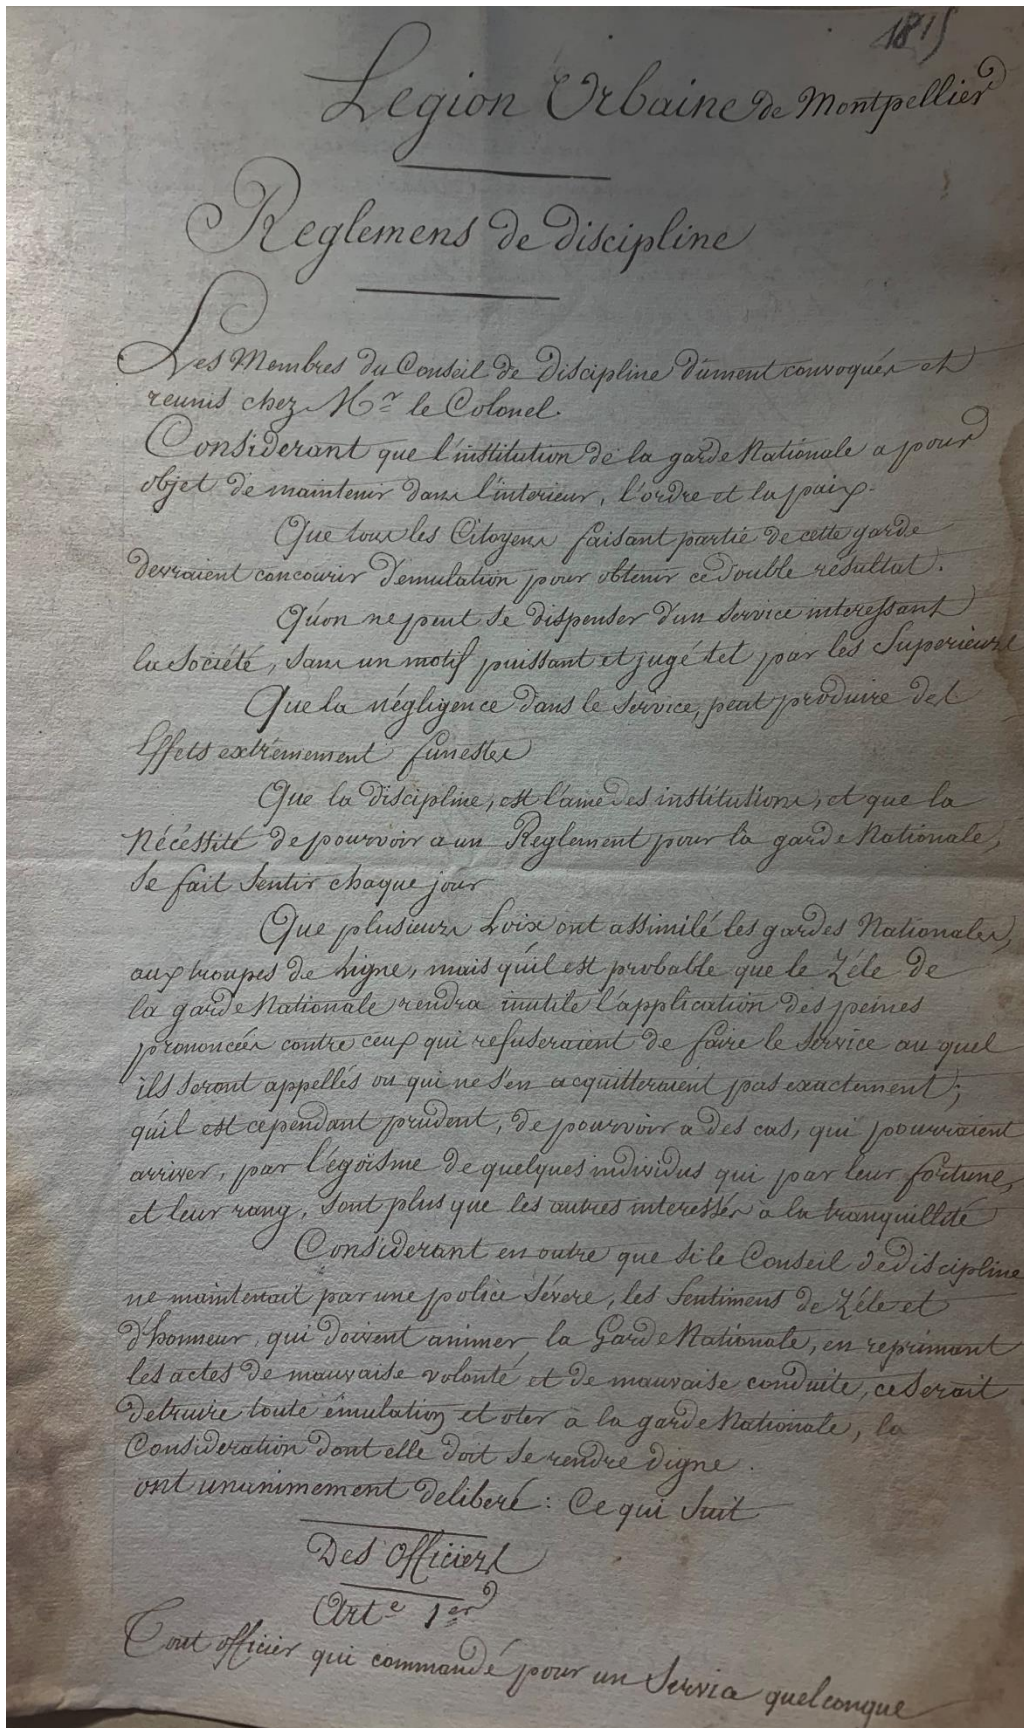 1815
Legion Urbaine de Montpellier
Reglemens de discipline
Les Membres du Conseil de Discipline dûment convoqués et
reunis chez Mr le Colonel.
Considerant que l'institution de la garde Nationale a pour
objet de maintenir dans l'interieur, l'ordre et la paix.
Que tous les Citoyens faisant partie de cette garde
devraient concourir d'emulation pour obtenir ce double resultat.
Qu'on ne peut se dispenser d'un service interessant
la Société, sans un motif puissant et jugé tel par les Superieurs
Que la négligence dans le service, peut produire des
Effets extrêmement funestes
Que la discipline, est l'ame des institutions, et que la
Nécéssité de pourvoir a un Reglement pour la garde Nationale,
se fait sentir chaque jour
Que plusieurs Loix ont assimilé les gardes Nationales,
aux troupes de Ligne, mais qu'il est probable que le Zéle de
la garde Nationale rendra inutile l'application des peines
prononcées contre ceux qui refuseraient de faire le Service au quel
ils seront appellés ou qui ne s'en acquitteraient pas exactement;
qu'il est cependant prudent, de pourvoir a des cas, qui pourraient
arriver, par l'égoïsme de quelques individus qui par leur fortune,
et leur rang, sont plus que les autres interessés a la tranquillité
Considerant en outre que si le Conseil de discipline
ne maintenait par une police sévere, les Sentimens de Zéle et
d'honneur, qui doivent animer la Garde Nationale, en reprimant
les actes de mauvaise volonté et de mauvaise conduite, ce serait
detruire toute émulation et oter à la garde Nationale, la
Consideration dont elle doit se rendre digne.
ont unanimement deliberé: Ce qui Suit
Des Officiers
Arte 1er
Tout officier qui commandé pour un Service quelconque